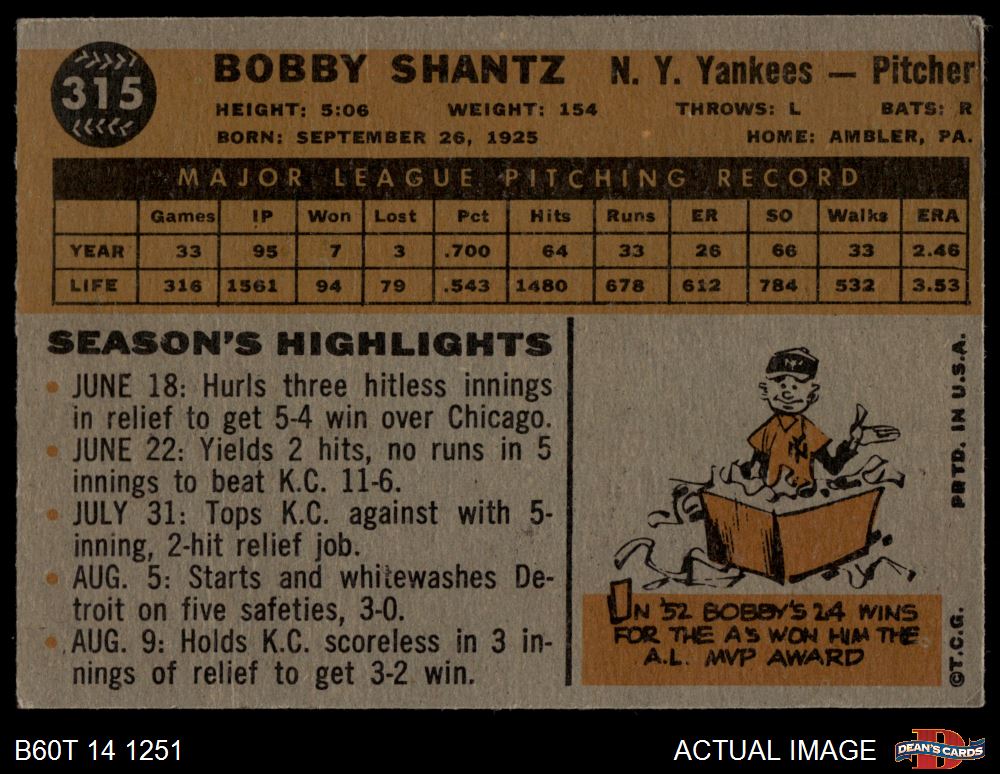 315
BOBBY SHANTZ N. Y. Yankees — Pitcher
HEIGHT: 5:06 WEIGHT: 154 THROWS: L BATS: R
BORN: SEPTEMBER 26, 1925 HOME: AMBLER, PA.
MAJOR LEAGUE PITCHING RECORD
Games IP Won Lost Pct Hits Runs ER SO Walks ERA
YEAR 33 95 7 3 .700 64 33 26 66 33 2.46
LIFE 316 1561 94 79 .543 1480 678 612 784 532 3.53
SEASON'S HIGHLIGHTS
• JUNE 18: Hurls three hitless innings
in relief to get 5-4 win over Chicago.
• JUNE 22: Yields 2 hits, no runs in 5
innings to beat K.C. 11-6.
• JULY 31: Tops K.C. against with 5-
inning, 2-hit relief job.
• AUG. 5: Starts and whitewashes De-
troit on five safeties, 3-0.
• AUG. 9: Holds K.C. scoreless in 3 in-
nings of relief to get 3-2 win.
NY
IN '52 BOBBY'S 24 WINS
FOR THE A'S WON HIM THE
A.L. MVP AWARD
©T.C.G. PRTD. IN U.S.A.
B60T 14 1251 ACTUAL IMAGE
D
DEAN'S CARDS